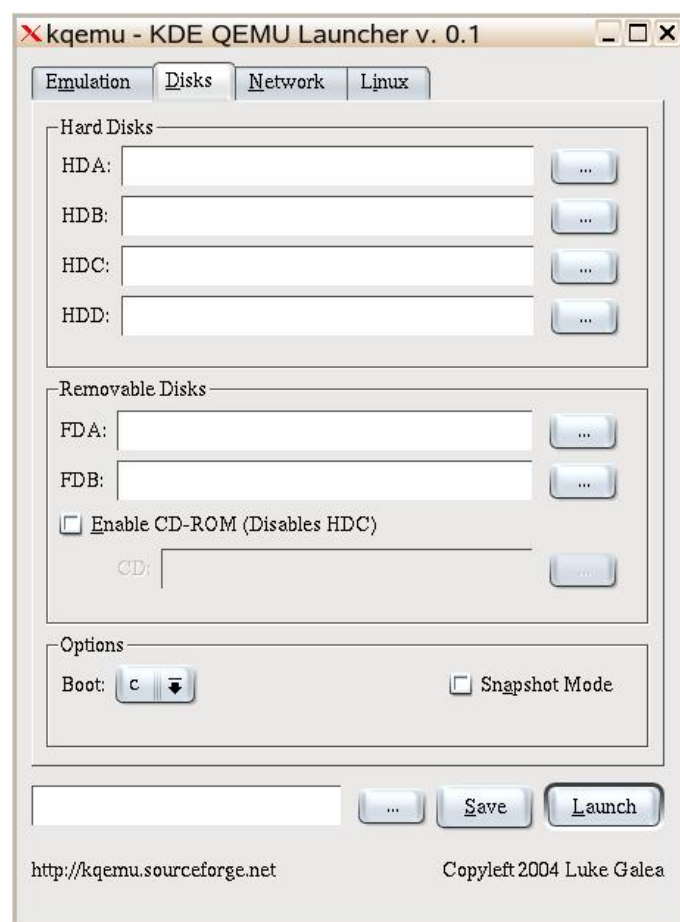 kqemu - KDE QEMU Launcher v. 0.1
Emulation Disks Network Linux
Hard Disks
HDA: ...
HDB: ...
HDC: ...
HDD: ...
Removable Disks
FDA: ...
FDB: ...
Enable CD-ROM (Disables HDC)
CD: ...
Options
Boot: C Snapshot Mode
... Save Launch
http://kqemu.sourceforge.net Copyleft 2004 Luke Galea